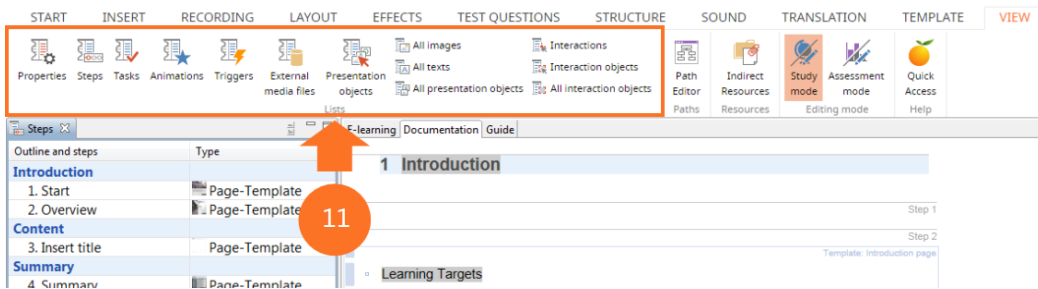 START INSERT RECORDING LAYOUT EFFECTS TEST QUESTIONS STRUCTURE SOUND TRANSLATION TEMPLATE VIEW
Properties Steps Tasks Animations Triggers External media files Presentation objects
All images
All texts
All presentation objects
Interactions
Interaction objects
All interaction objects
Lists
Path Editor
Paths
Indirect Resources
Resources
Study mode
Assessment mode
Editing mode
Quick Access
Help
Steps
E-learning Documentation Guide
Outline and steps Type
Introduction
1. Start Page-Template
2. Overview Page-Template
Content
3. Insert title Page-Template
Summary
4. Summary Page-Template
11
1 Introduction
Step 1
Step 2
Template: Introduction page
Learning Targets